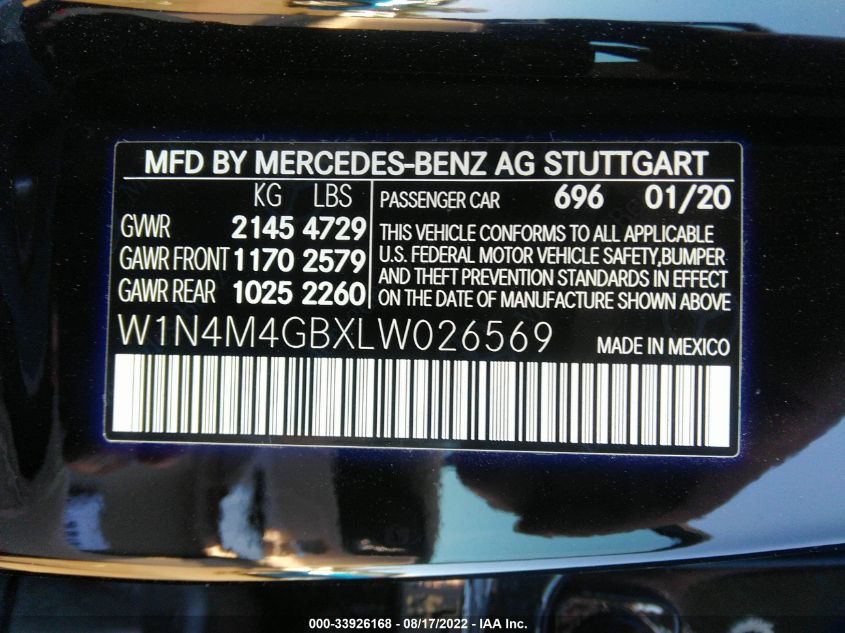 MFD BY MERCEDES-BENZ AG STUTTGART
KG LBS
GVWR 2145 4729
GAWR FRONT 1170 2579
GAWR REAR 1025 2260
PASSENGER CAR 696 01/20
THIS VEHICLE CONFORMS TO ALL APPLICABLE
U.S. FEDERAL MOTOR VEHICLE SAFETY,BUMPER
AND THEFT PREVENTION STANDARDS IN EFFECT
ON THE DATE OF MANUFACTURE SHOWN ABOVE
W1N4M4GBXLW026569 MADE IN MEXICO
000-33926168 - 08/17/2022 - IAA Inc.